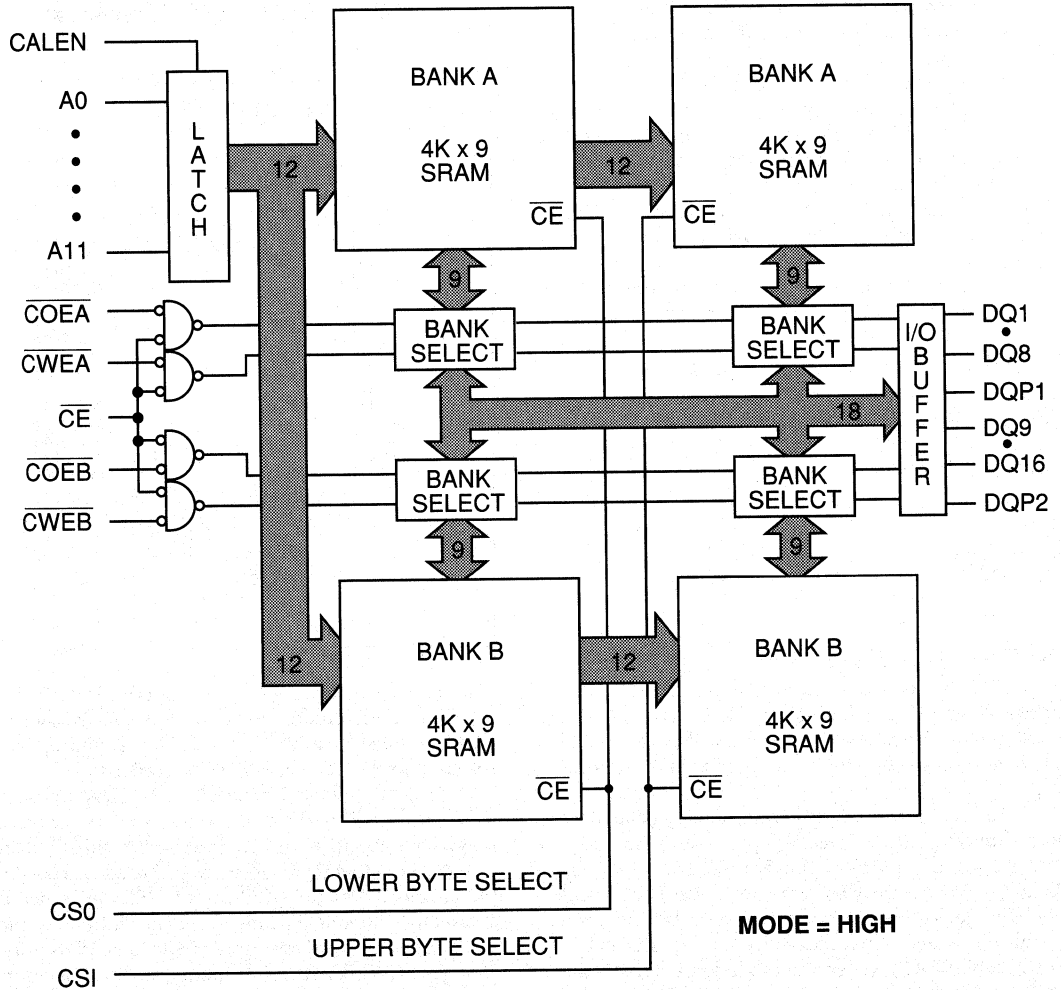 CALEN
A0
A11
LATCH
12
BANK A
4K x 9
SRAM
CE
12
BANK A
4K x 9
SRAM
CE
9
9
COEA
CWEA
CE
COEB
CWEB
BANK
SELECT
BANK
SELECT
18
I/O
BUFFER
DQ1
DQ8
DQP1
DQ9
DQ16
DQP2
BANK
SELECT
BANK
SELECT
9
9
12
BANK B
4K x 9
SRAM
CE
12
BANK B
4K x 9
SRAM
CE
LOWER BYTE SELECT
CS0
UPPER BYTE SELECT
CSI
MODE = HIGH